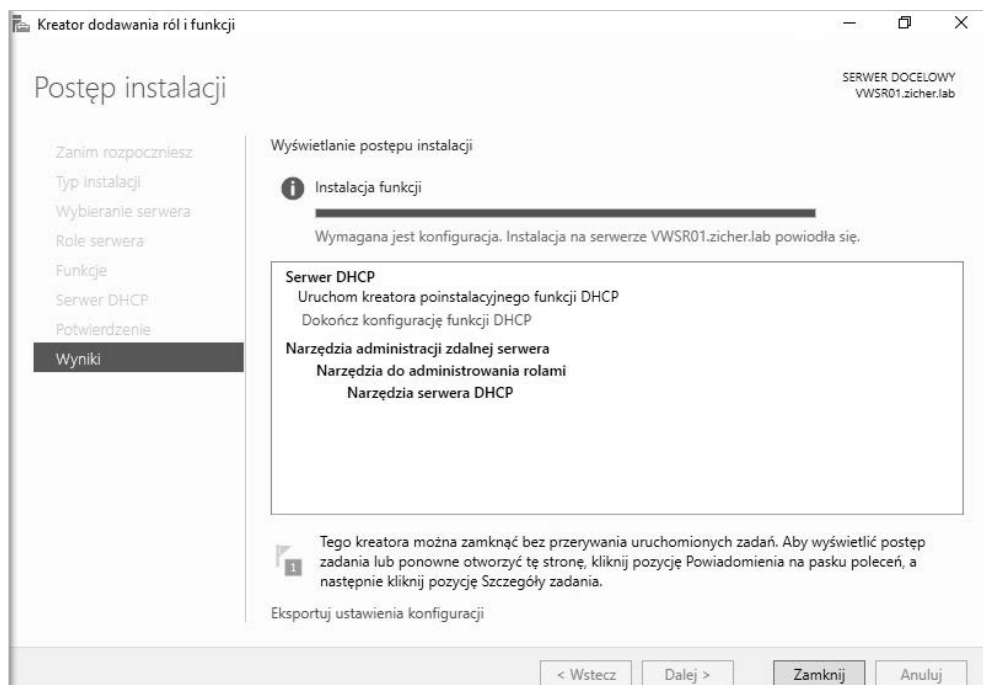 Kreator dodawania ról i funkcji
Postęp instalacji
SERWER DOCELOWY
VWSR01.zicher.lab
Zanim rozpoczniesz
Typ instalacji
Wybieranie serwera
Role serwera
Funkcje
Serwer DHCP
Potwierdzenie
Wyniki
Wyświetlanie postępu instalacji
Instalacja funkcji
Wymagana jest konfiguracja. Instalacja na serwerze VWSR01.zicher.lab powiodła się.
Serwer DHCP
Uruchom kreatora poinstalacyjnego funkcji DHCP
Dokończ konfigurację funkcji DHCP
Narzędzia administracji zdalnej serwera
Narzędzia do administrowania rolami
Narzędzia serwera DHCP
1
Tego kreatora można zamknąć bez przerywania uruchomionych zadań. Aby wyświetlić postęp
zadania lub ponowne otworzyć tę stronę, kliknij pozycję Powiadomienia na pasku poleceń, a
następnie kliknij pozycję Szczegóły zadania.
Eksportuj ustawienia konfiguracji
< Wstecz
Dalej >
Zamknij
Anuluj